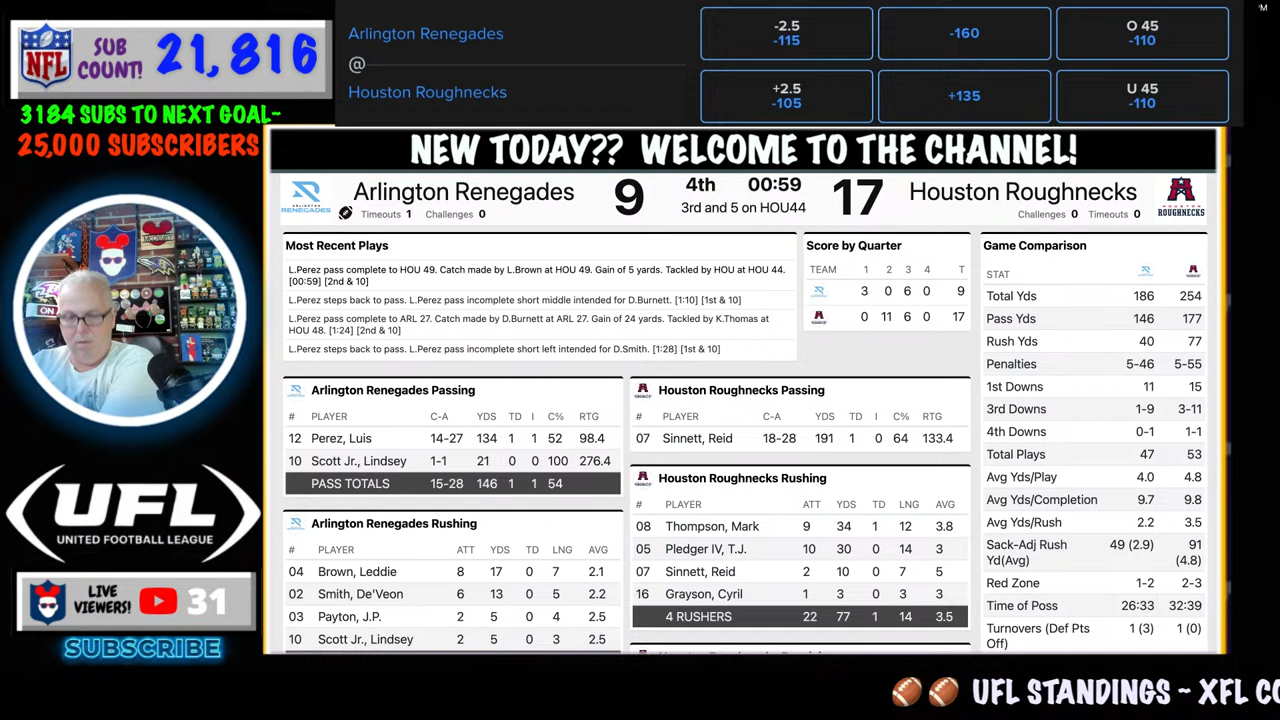 NFL
SUB
COUNT!
21,816
3184 SUBS TO NEXT GOAL~
25,000 SUBSCRIBERS
Arlington Renegades
@
Houston Roughnecks
-2.5
-115
-160
O 45
-110
+2.5
-105
+135
U 45
-110
NEW TODAY?? WELCOME TO THE CHANNEL!
RENEGADES
Arlington Renegades
Timeouts 1 Challenges 0
9
4th 00:59
3rd and 5 on HOU44
17
Houston Roughnecks
Challenges 0 Timeouts 0
ROUGHNECKS
Most Recent Plays
L.Perez pass complete to HOU 49. Catch made by L.Brown at HOU 49. Gain of 5 yards. Tackled by HOU at HOU 44.
[00:59] [2nd & 10]
L.Perez steps back to pass. L.Perez pass incomplete short middle intended for D.Burnett. [1:10] [1st & 10]
L.Perez pass complete to ARL 27. Catch made by D.Burnett at ARL 27. Gain of 24 yards. Tackled by K.Thomas at
HOU 48. [1:24] [2nd & 10]
L.Perez steps back to pass. L.Perez pass incomplete short left intended for D.Smith. [1:28] [1st & 10]
Score by Quarter
TEAM 1 2 3 4 T
3 0 6 0 9
0 11 6 0 17
Game Comparison
STAT
Total Yds 186 254
Pass Yds 146 177
Rush Yds 40 77
Penalties 5-46 5-55
1st Downs 11 15
3rd Downs 1-9 3-11
4th Downs 0-1 1-1
Total Plays 47 53
Avg Yds/Play 4.0 4.8
Avg Yds/Completion 9.7 9.8
Avg Yds/Rush 2.2 3.5
Sack-Adj Rush
Yd(Avg)
49 (2.9) 91
(4.8)
Red Zone 1-2 2-3
Time of Poss 26:33 32:39
Turnovers (Def Pts
Off)
1 (3) 1 (0)
Arlington Renegades Passing
# PLAYER C-A YDS TD I C% RTG
12 Perez, Luis 14-27 134 1 1 52 98.4
10 Scott Jr., Lindsey 1-1 21 0 0 100 276.4
PASS TOTALS 15-28 146 1 1 54
Arlington Renegades Rushing
# PLAYER ATT YDS TD LNG AVG
04 Brown, Leddie 8 17 0 7 2.1
02 Smith, De'Veon 6 13 0 5 2.2
03 Payton, J.P. 2 5 0 4 2.5
10 Scott Jr., Lindsey 2 5 0 3 2.5
Houston Roughnecks Passing
# PLAYER C-A YDS TD I C% RTG
07 Sinnett, Reid 18-28 191 1 0 64 133.4
Houston Roughnecks Rushing
# PLAYER ATT YDS TD LNG AVG
08 Thompson, Mark 9 34 1 12 3.8
05 Pledger IV, T.J. 10 30 0 14 3
07 Sinnett, Reid 2 10 0 7 5
16 Grayson, Cyril 1 3 0 3 3
4 RUSHERS 22 77 1 14 3.5
UFL
UNITED FOOTBALL LEAGUE
LIVE
VIEWERS!
31
SUBSCRIBE
UFL STANDINGS ~ XFL CO